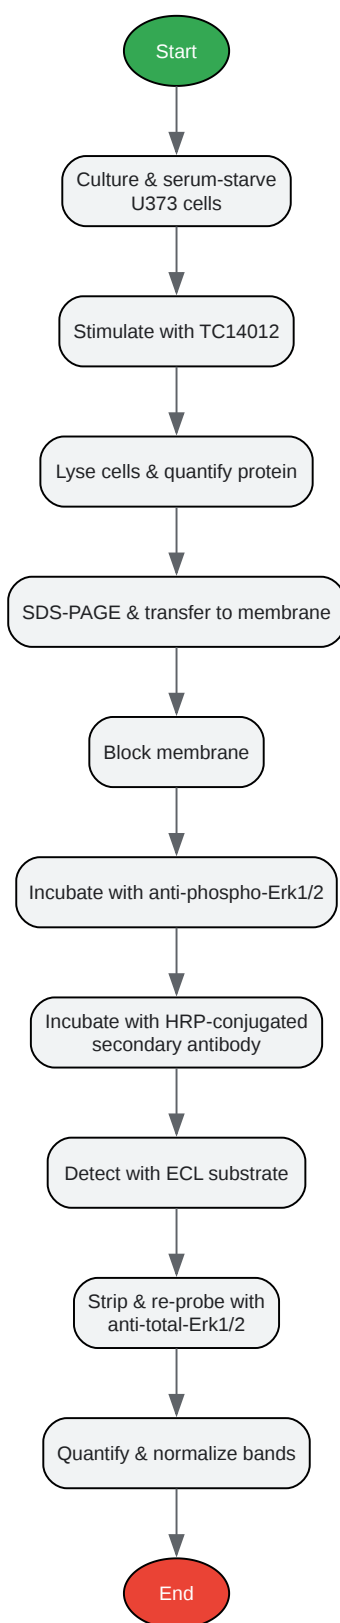 Start
Culture & serum-starve
U373 cells
Stimulate with TC14012
Lyse cells & quantify protein
SDS-PAGE & transfer to membrane
Block membrane
Incubate with anti-phospho-Erk1/2
Incubate with HRP-conjugated
secondary antibody
Detect with ECL substrate
Strip & re-probe with
anti-total-Erk1/2
Quantify & normalize bands
End